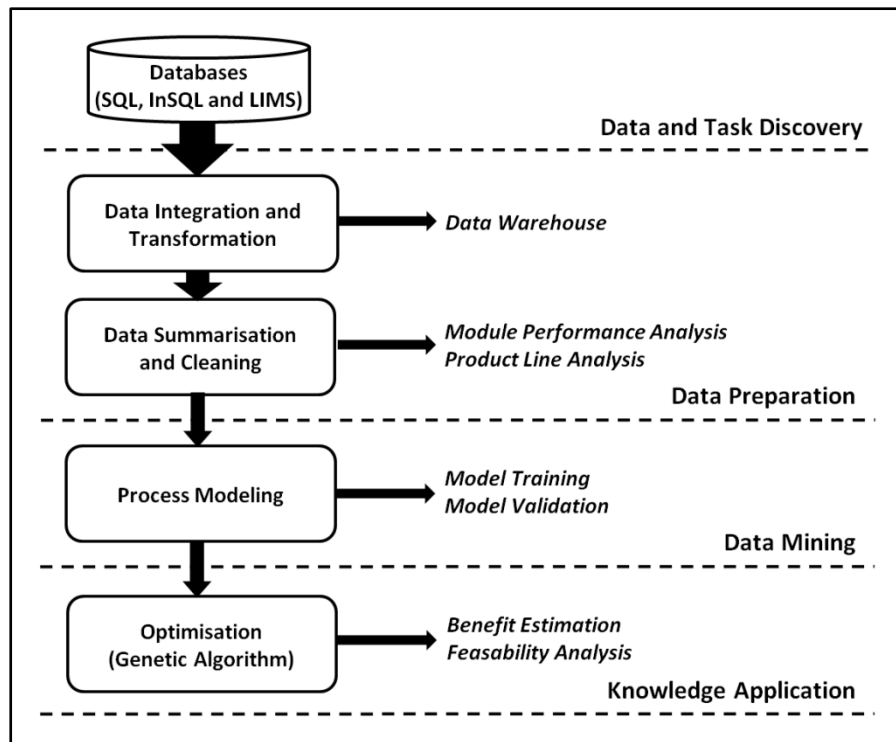 Databases
(SQL, InSQL and LIMS)
Data and Task Discovery
Data Integration and
Transformation
Data Warehouse
Data Summarisation
and Cleaning
Module Performance Analysis
Product Line Analysis
Data Preparation
Process Modeling
Model Training
Model Validation
Data Mining
Optimisation
(Genetic Algorithm)
Benefit Estimation
Feasability Analysis
Knowledge Application